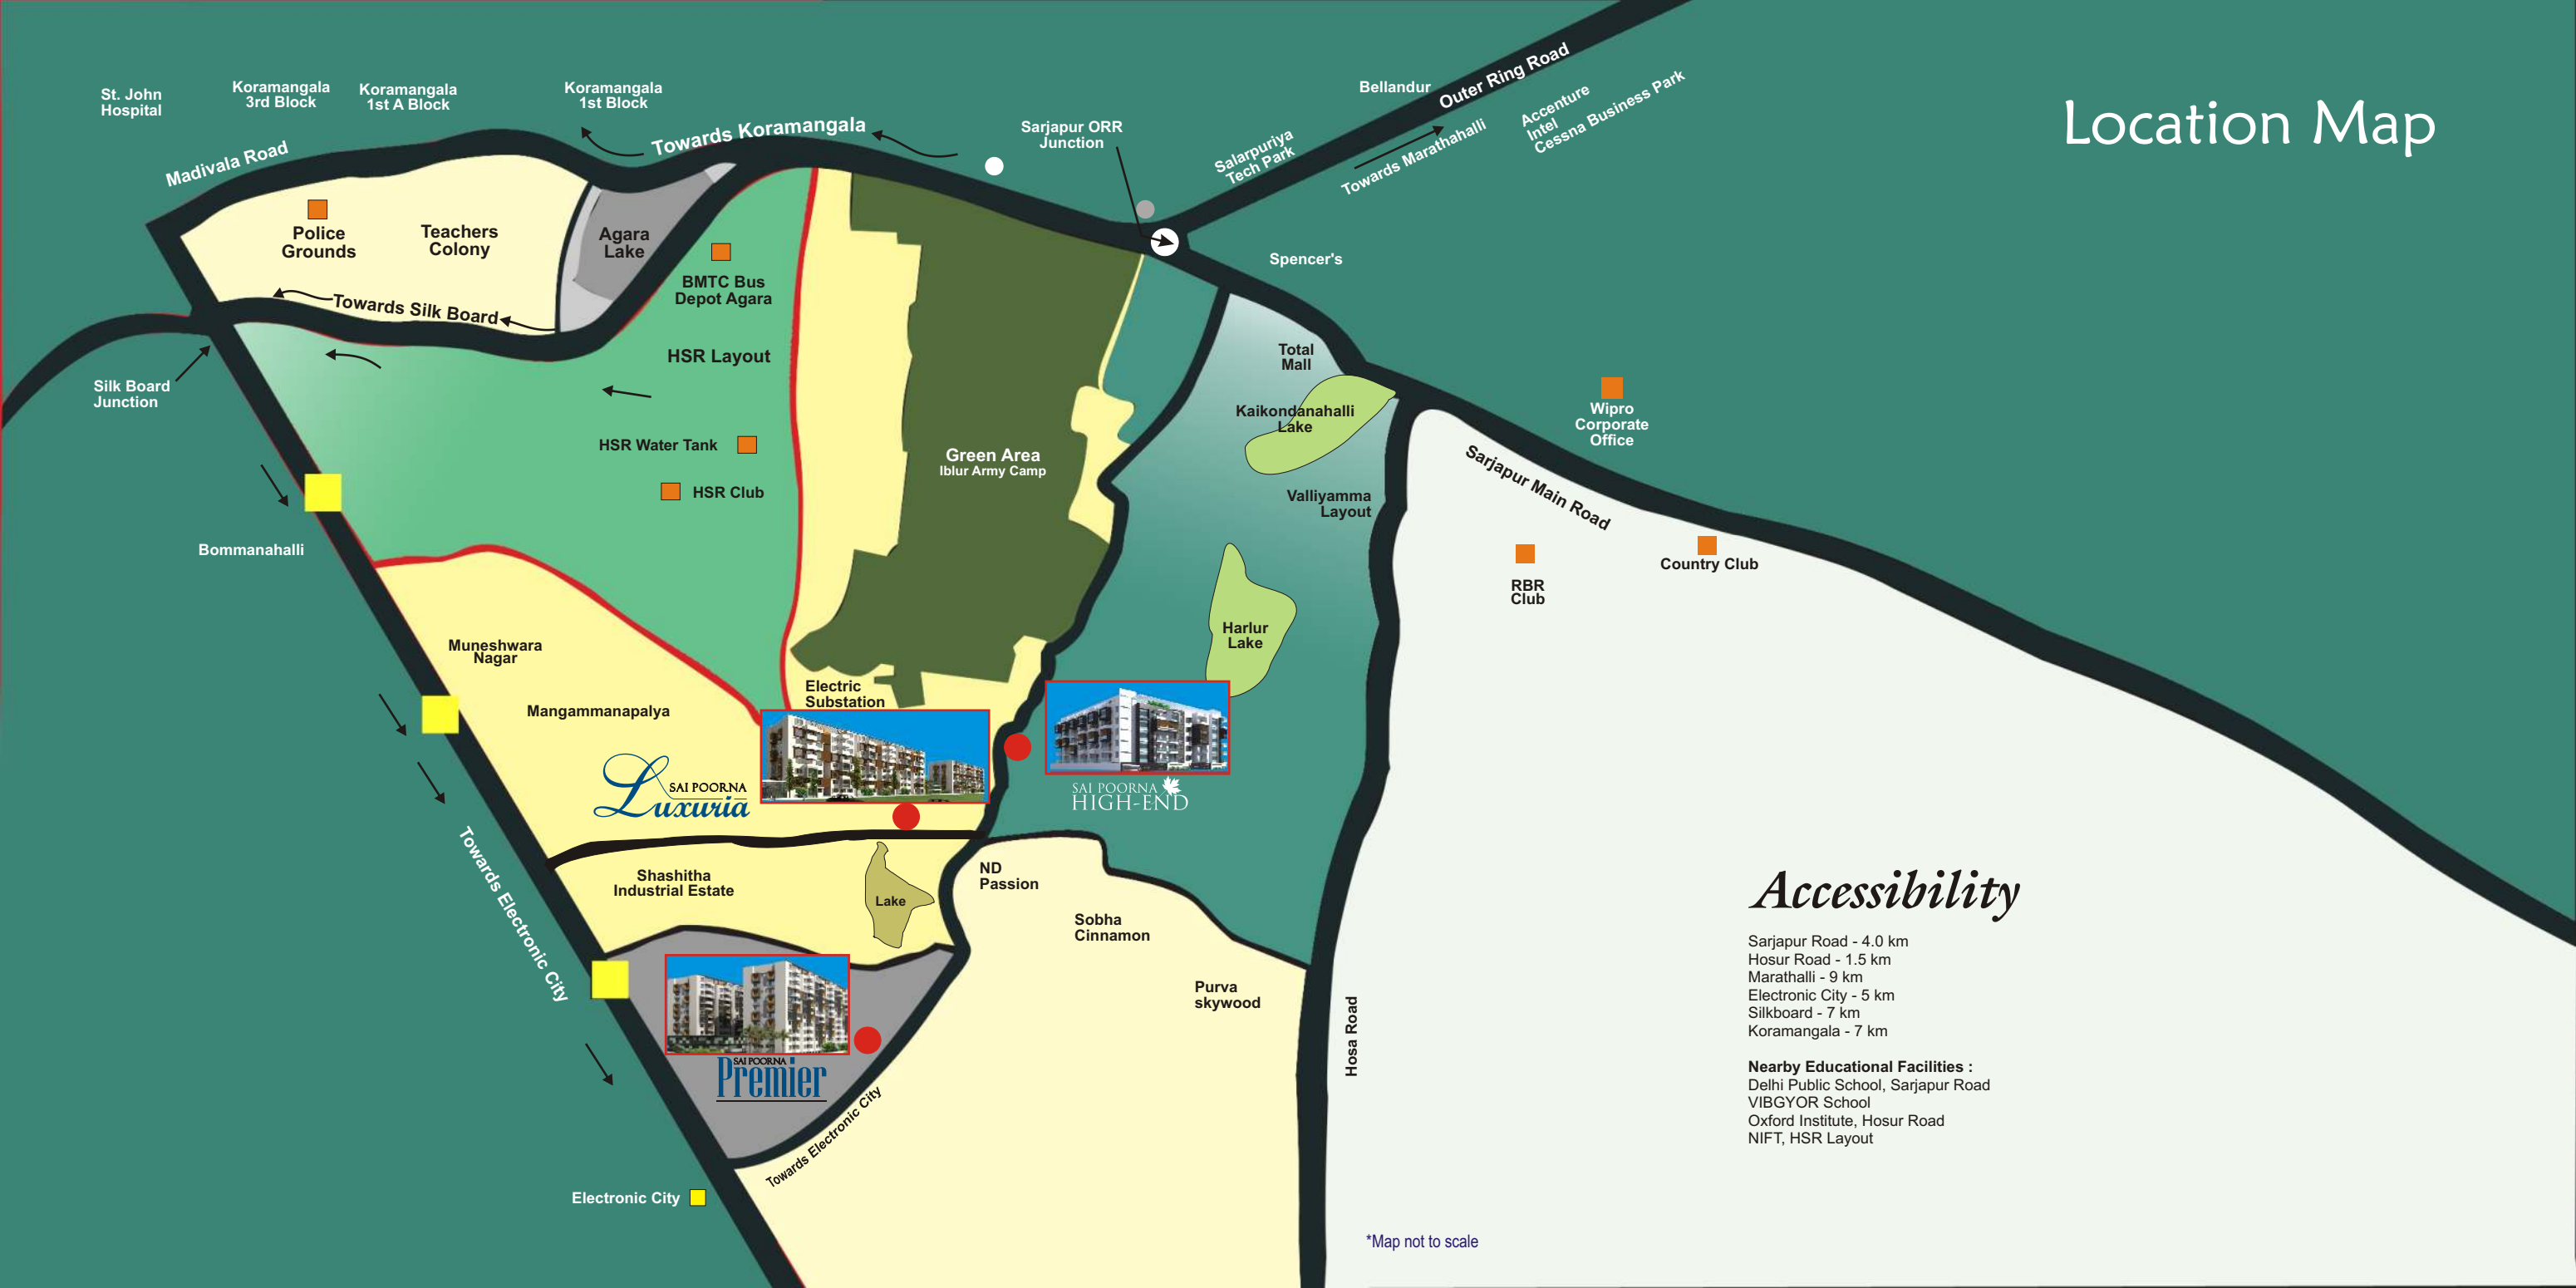 Location Map
St. John
Hospital
Koramangala
3rd Block
Koramangala
1st A Block
Koramangala
1st Block
Madivala Road
Towards Koramangala
Sarjapur ORR
Junction
Salarpuriya
Tech Park
Bellandur
Outer Ring Road
Towards Marathahalli
Accenture
Intel
Cessna Business Park
Police
Grounds
Teachers
Colony
Agara
Lake
BMTC Bus
Depot Agara
Towards Silk Board
Spencer's
HSR Layout
Total
Mall
Silk Board
Junction
Kaikondanahalli
Lake
Wipro
Corporate
Office
HSR Water Tank
HSR Club
Green Area
Iblur Army Camp
Valliyamma
Layout
Sarjapur Main Road
Bommanahalli
RBR
Club
Country Club
Harlur
Lake
Muneshwara
Nagar
Mangammanapalya
Electric
Substation
SAI POORNA
Luxuria
SAI POORNA
HIGH-END
Towards Electronic City
Shashitha
Industrial Estate
Lake
ND
Passion
Sobha
Cinnamon
Purva
skywood
Hosa Road
SAI POORNA
Premier
Towards Electronic City
Electronic City
Accessibility
Sarjapur Road - 4.0 km
Hosur Road - 1.5 km
Marathalli - 9 km
Electronic City - 5 km
Silkboard - 7 km
Koramangala - 7 km
Nearby Educational Facilities :
Delhi Public School, Sarjapur Road
VIBGYOR School
Oxford Institute, Hosur Road
NIFT, HSR Layout
*Map not to scale